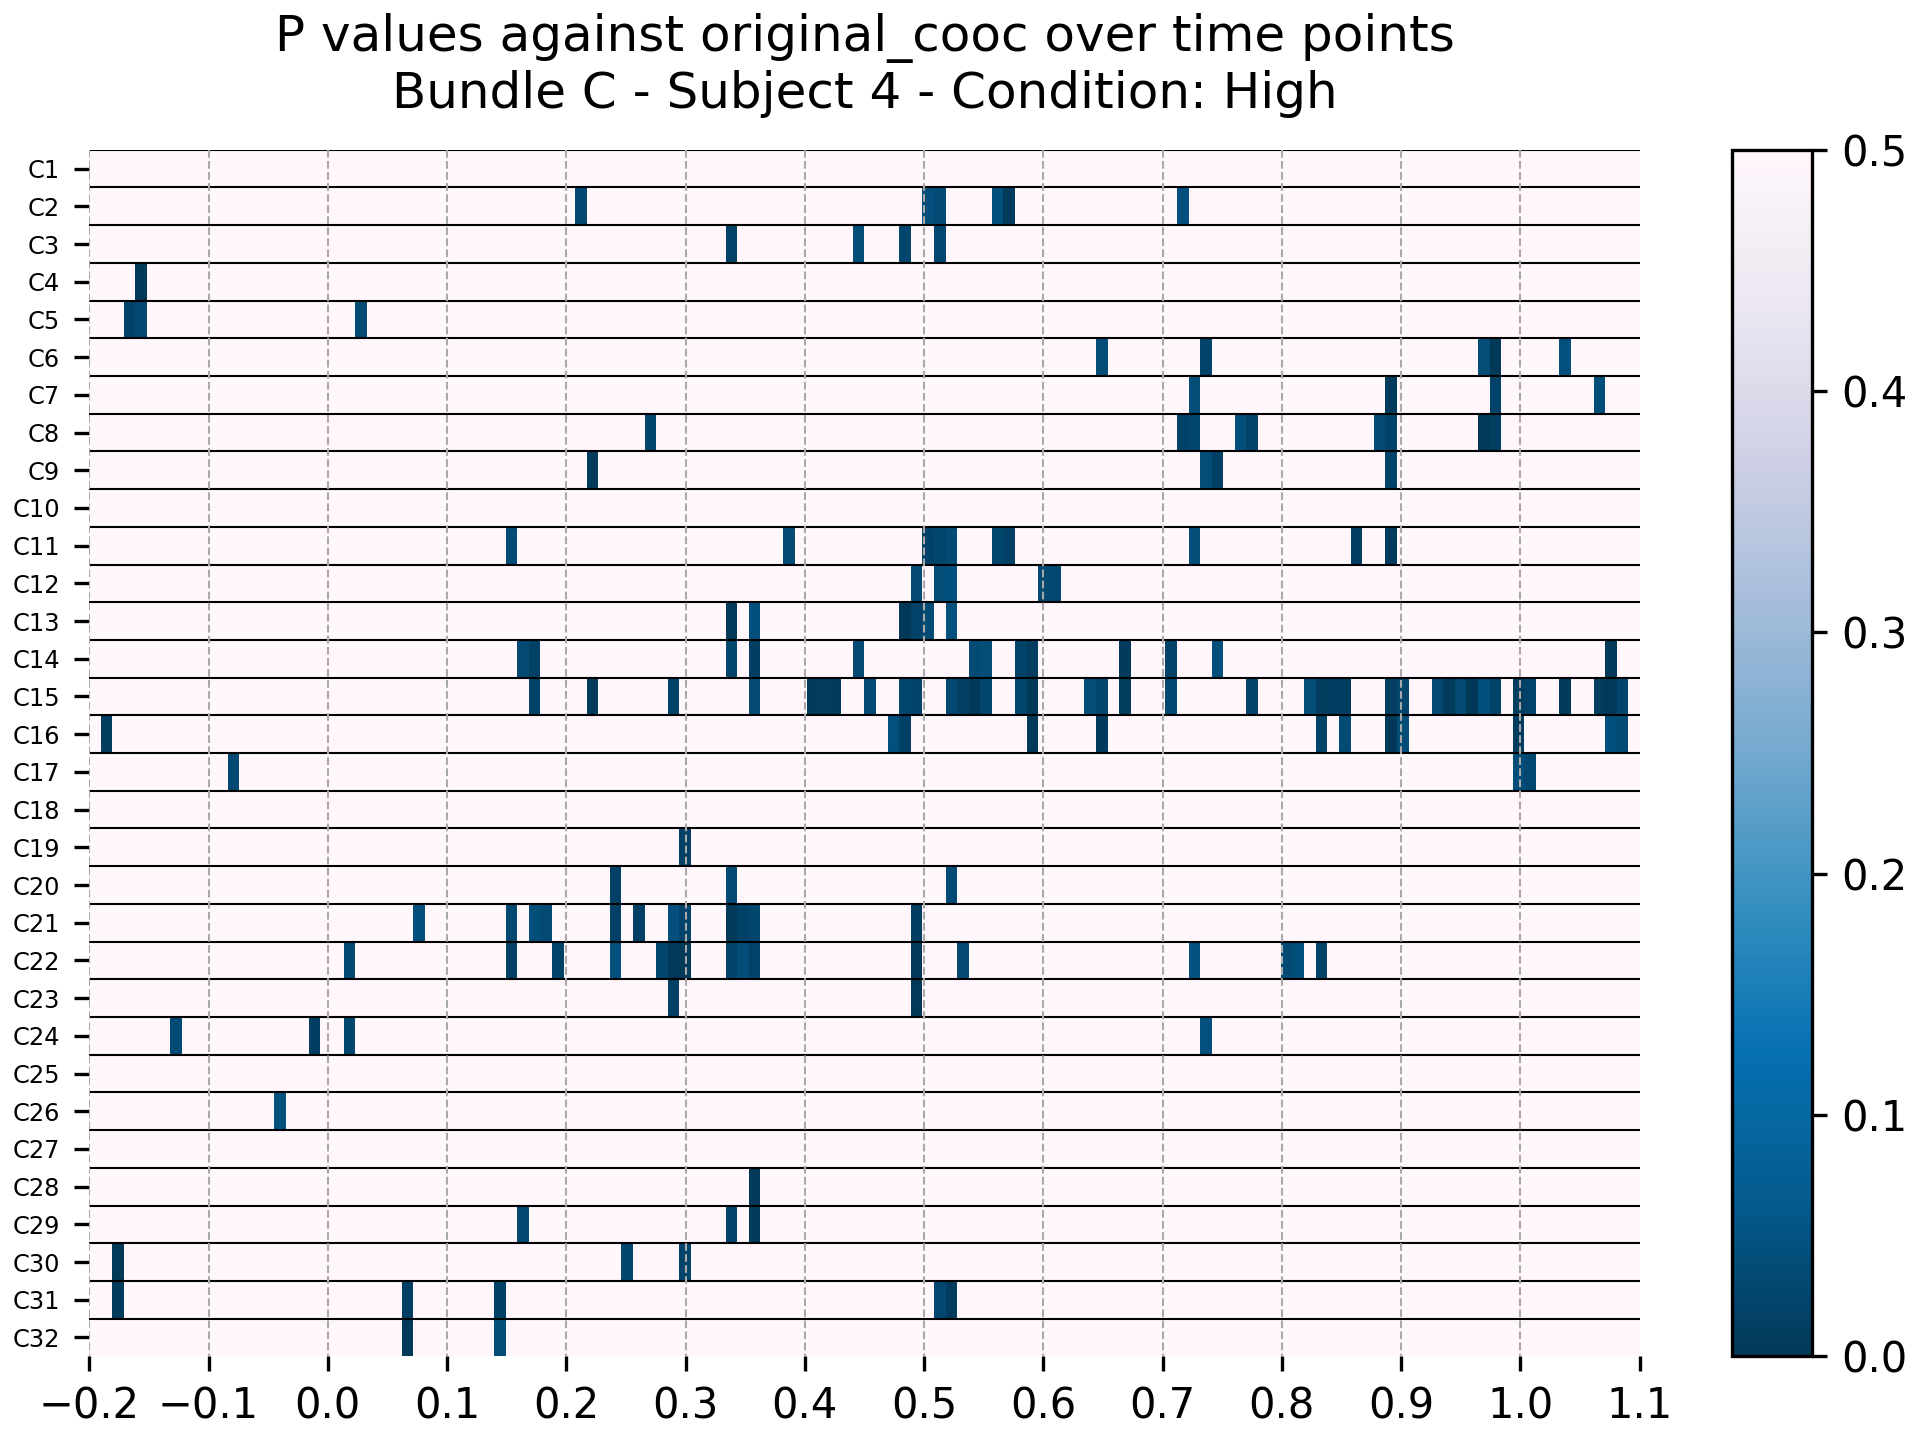 P values against original_cooc over time points
Bundle C - Subject 4 - Condition: High
C1
C2
C3
C4
C5
C6
C7
C8
C9
C10
C11
C12
C13
C14
C15
C16
C17
C18
C19
C20
C21
C22
C23
C24
C25
C26
C27
C28
C29
C30
C31
C32
−0.2 −0.1 0.0 0.1 0.2 0.3 0.4 0.5 0.6 0.7 0.8 0.9 1.0 1.1
0.5
0.4
0.3
0.2
0.1
0.0